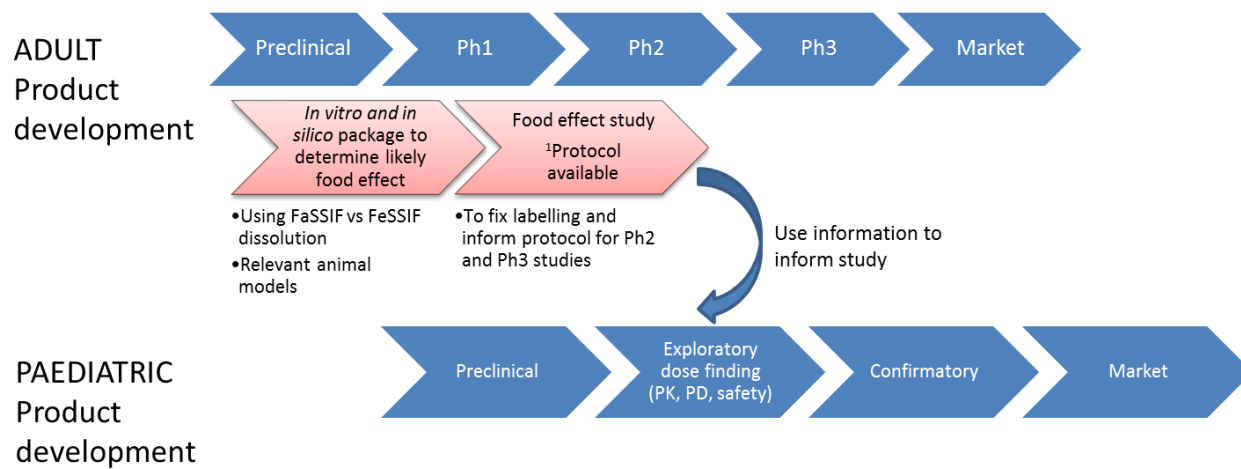 ADULT
Product
development
Preclinical
Ph1
Ph2
Ph3
Market
In vitro and in
silico package to
determine likely
food effect
Food effect study
¹Protocol
available
•Using FaSSIF vs FeSSIF
dissolution
•Relevant animal
models
•To fix labelling and
inform protocol for Ph2
and Ph3 studies
Use information to
inform study
PAEDIATRIC
Product
development
Preclinical
Exploratory
dose finding
(PK, PD, safety)
Confirmatory
Market